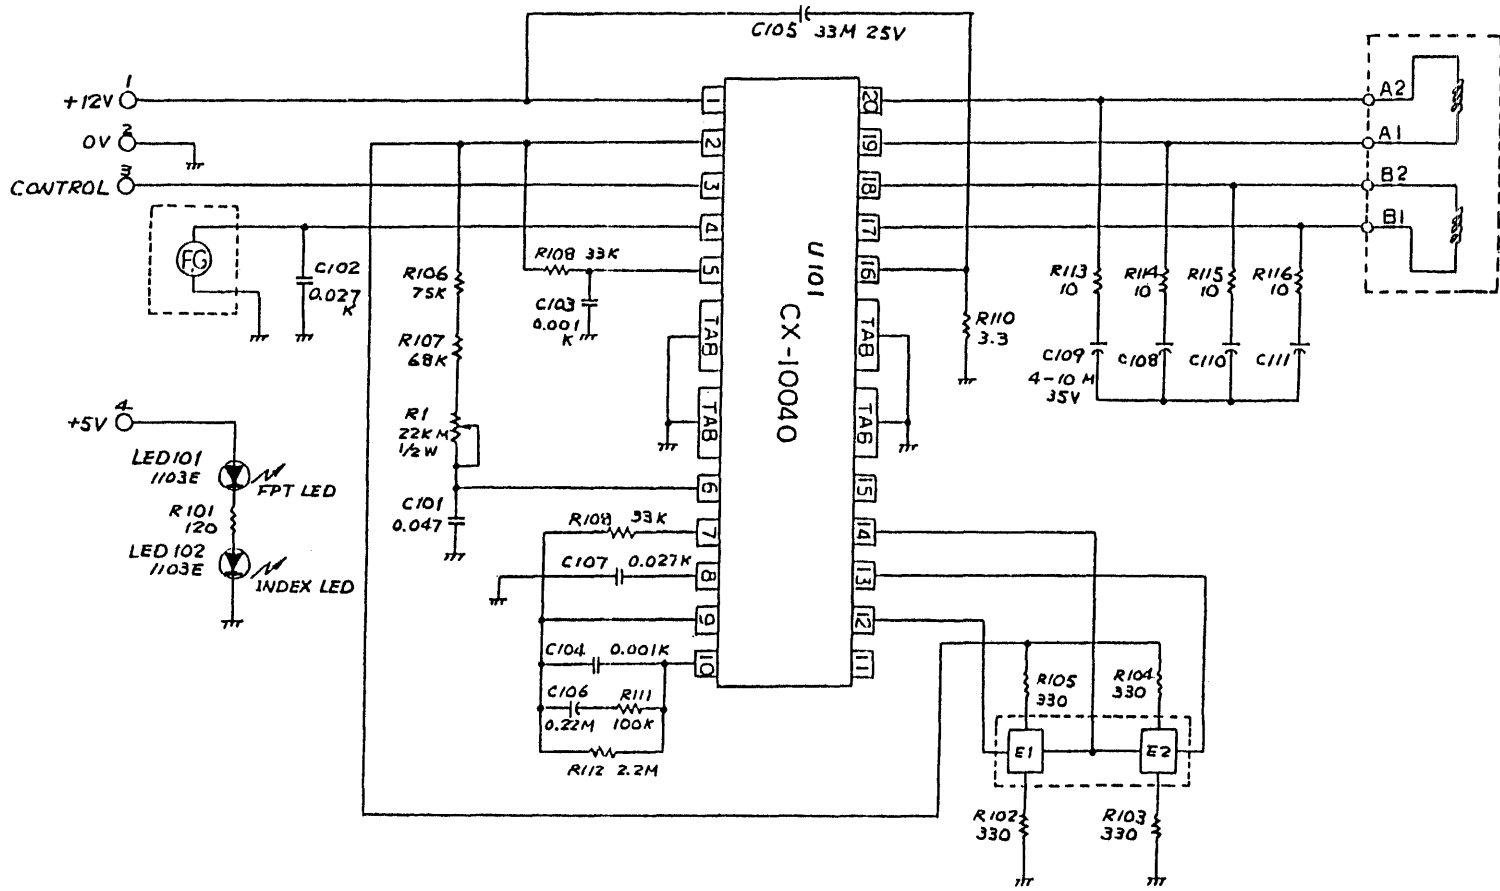 C105 33M 25V
1
+12V
2
0V
3
CONTROL
4
+5V
FG
C102
0.027
K
R106
75K
R107
68K
R1
22K M
1/2W
C101
0.047
R108 33K
C103
0.001
K
LED101
1103E
FPT LED
R101
120
LED102
1103E
INDEX LED
R108 33K
C107 0.027K
C104 0.001K
C106 R111
0.22M 100K
R112 2.2M
1
2
3
4
5
TAB
TAB
6
7
8
9
10
U101
CX-10040
20
19
18
17
16
TAB
TAB
15
14
13
12
11
R110
3.3
A2
A1
B2
B1
R113
10
R114
10
R115
10
R116
10
C109
4-10 M
35V
C108
C110
C111
R105
330
R104
330
E1
E2
R102
330
R103
330